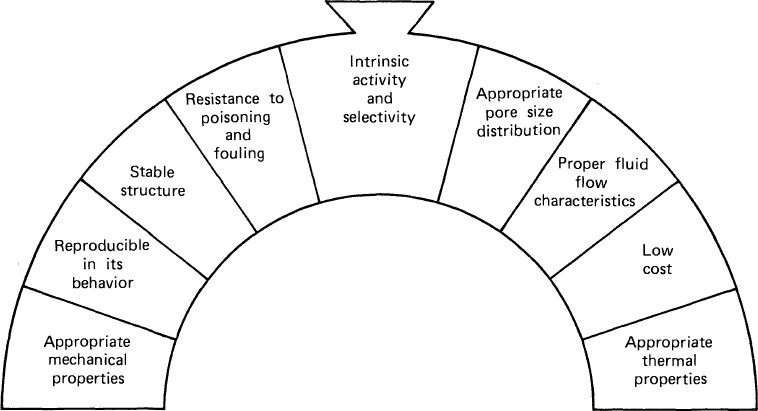 Intrinsic
activity
and
selectivity
Resistance to
poisoning
and
fouling
Appropriate
pore size
distribution
Stable
structure
Proper fluid
flow
characteristics
Reproducible
in its
behavior
Low
cost
Appropriate
mechanical
properties
Appropriate
thermal
properties